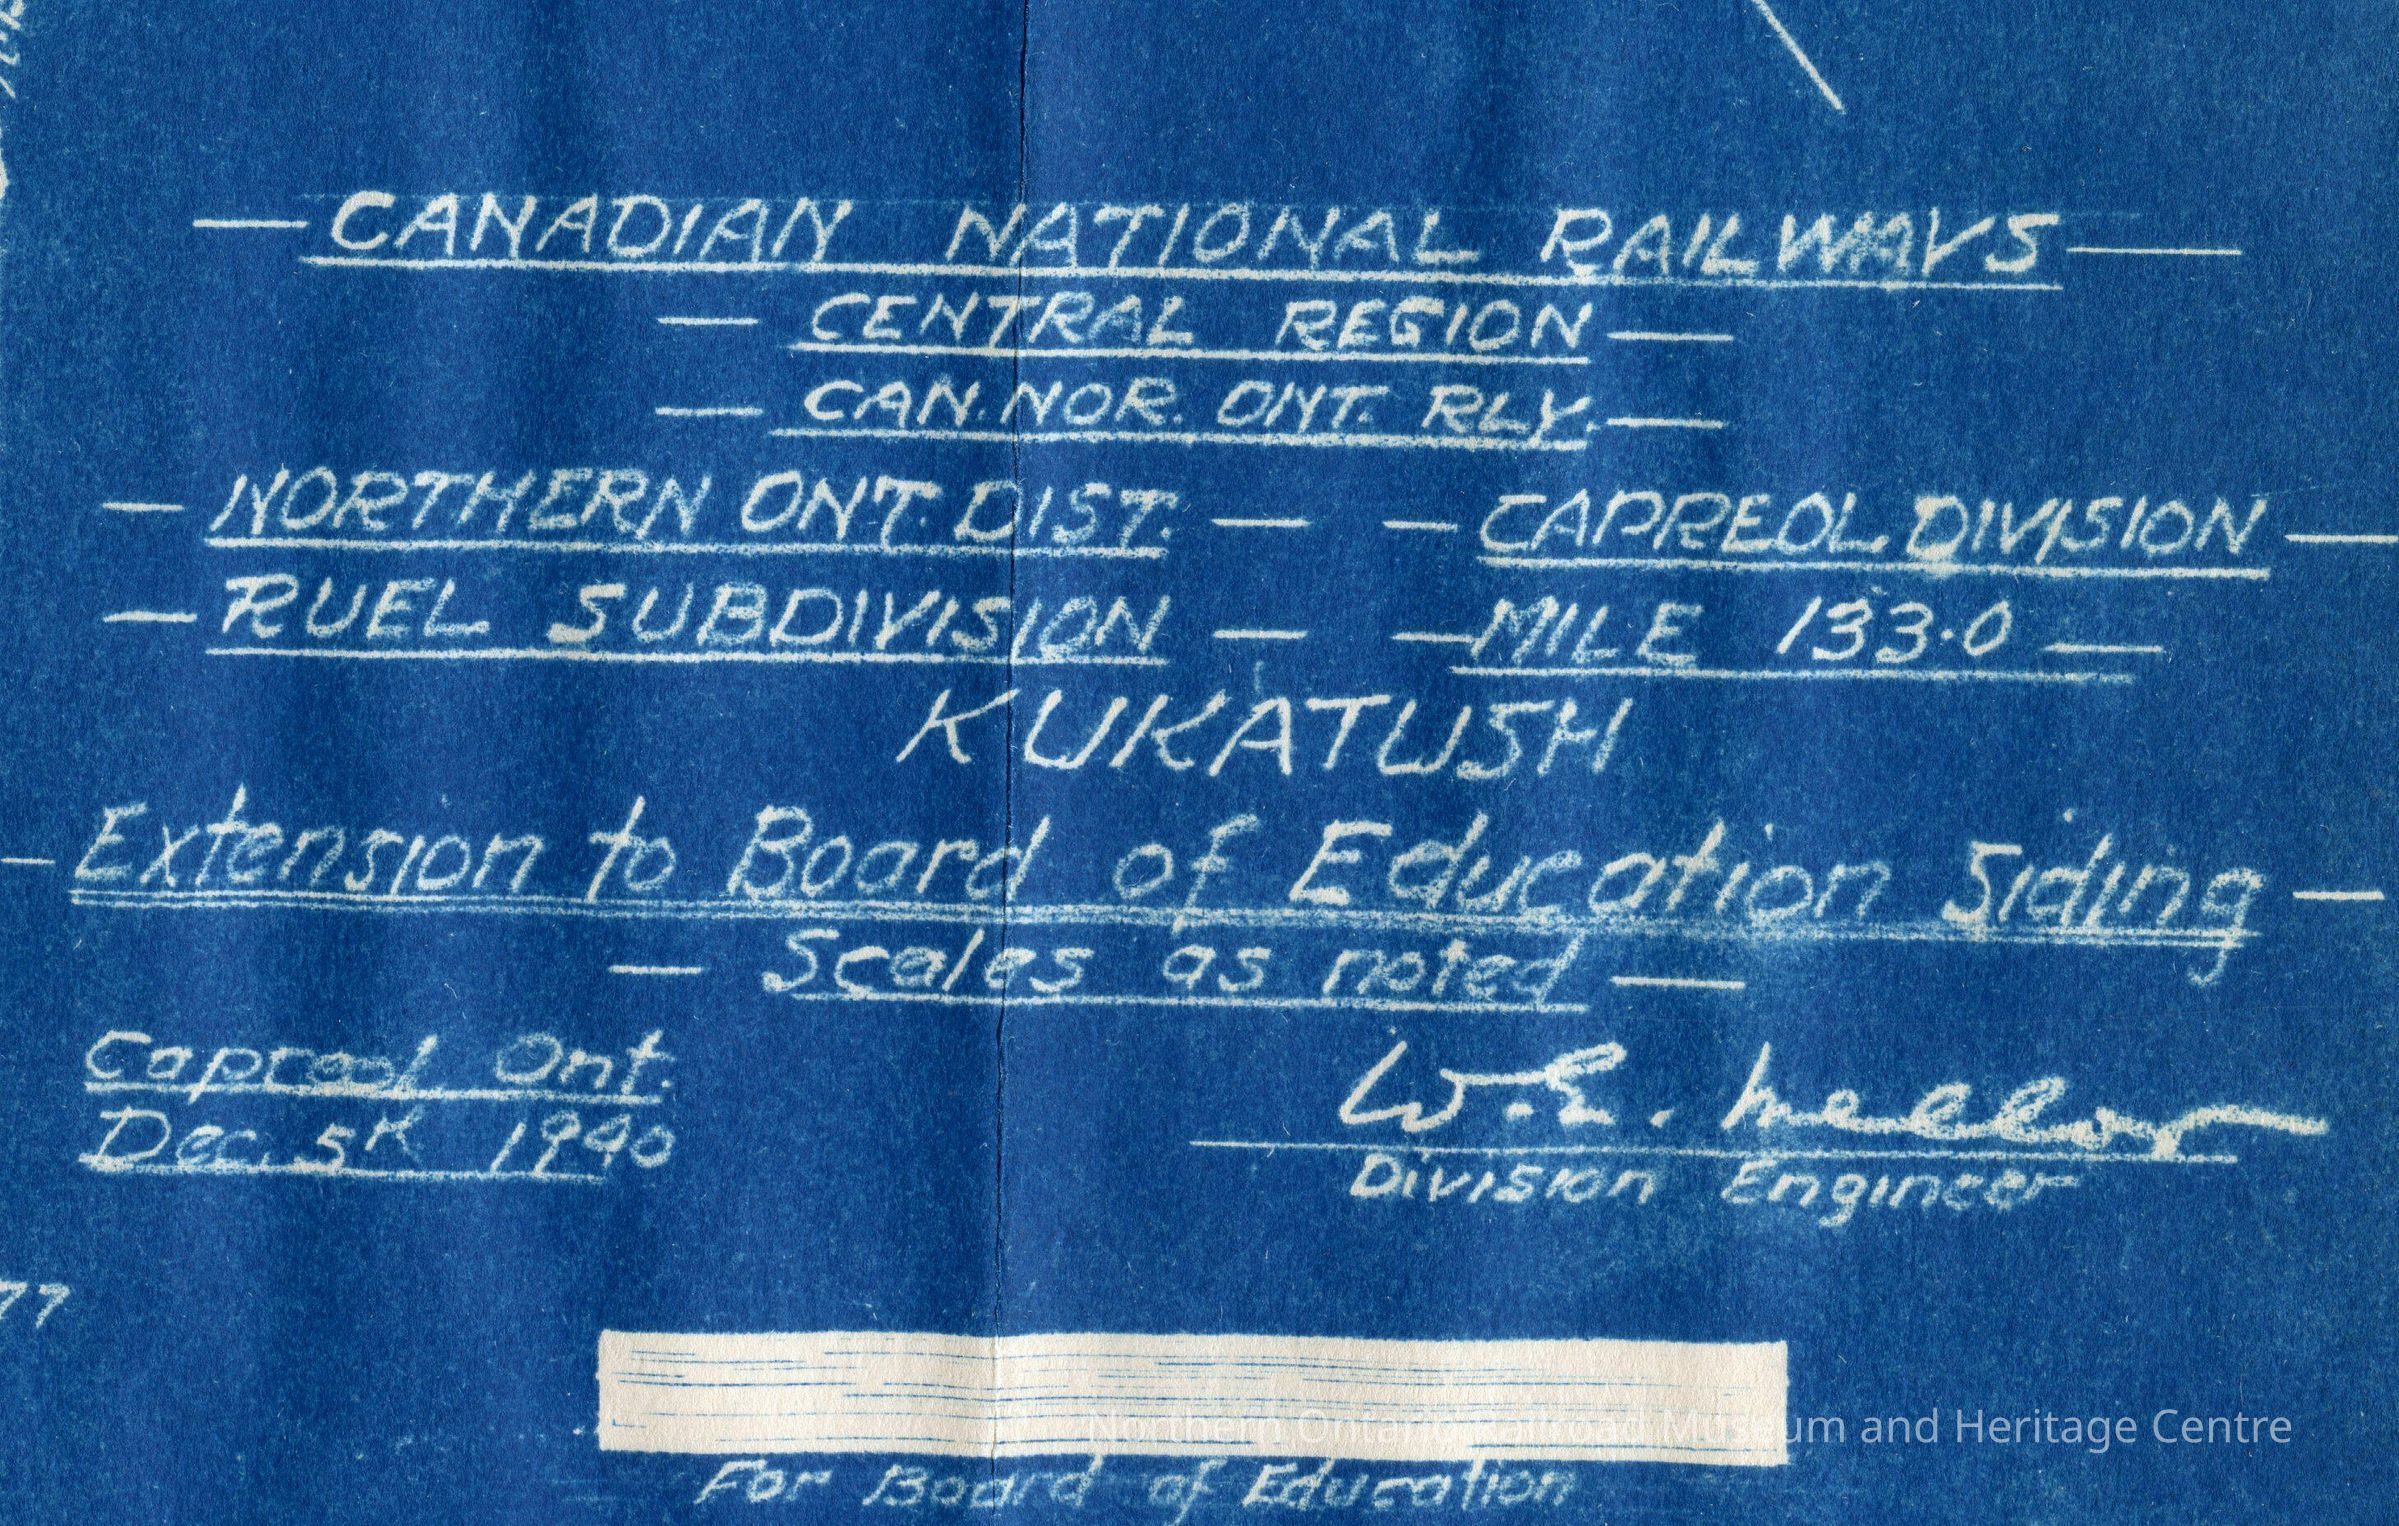 — CANADIAN NATIONAL RAILWAYS —
— CENTRAL REGION —
— CAN. NOR. ONT. RLY. —
— NORTHERN ONT. DIST. — — CAPREOL DIVISION —
— RUEL SUBDIVISION — — MILE 133.0 —
KUKATUSH
— Extension to Board of Education Siding —
— Scales as noted —
Capreol Ont.
Dec. 5th 1940
W.E. Mellor
Division Engineer
77
Northern Ontario Railroad Museum and Heritage Centre
For Board of Education